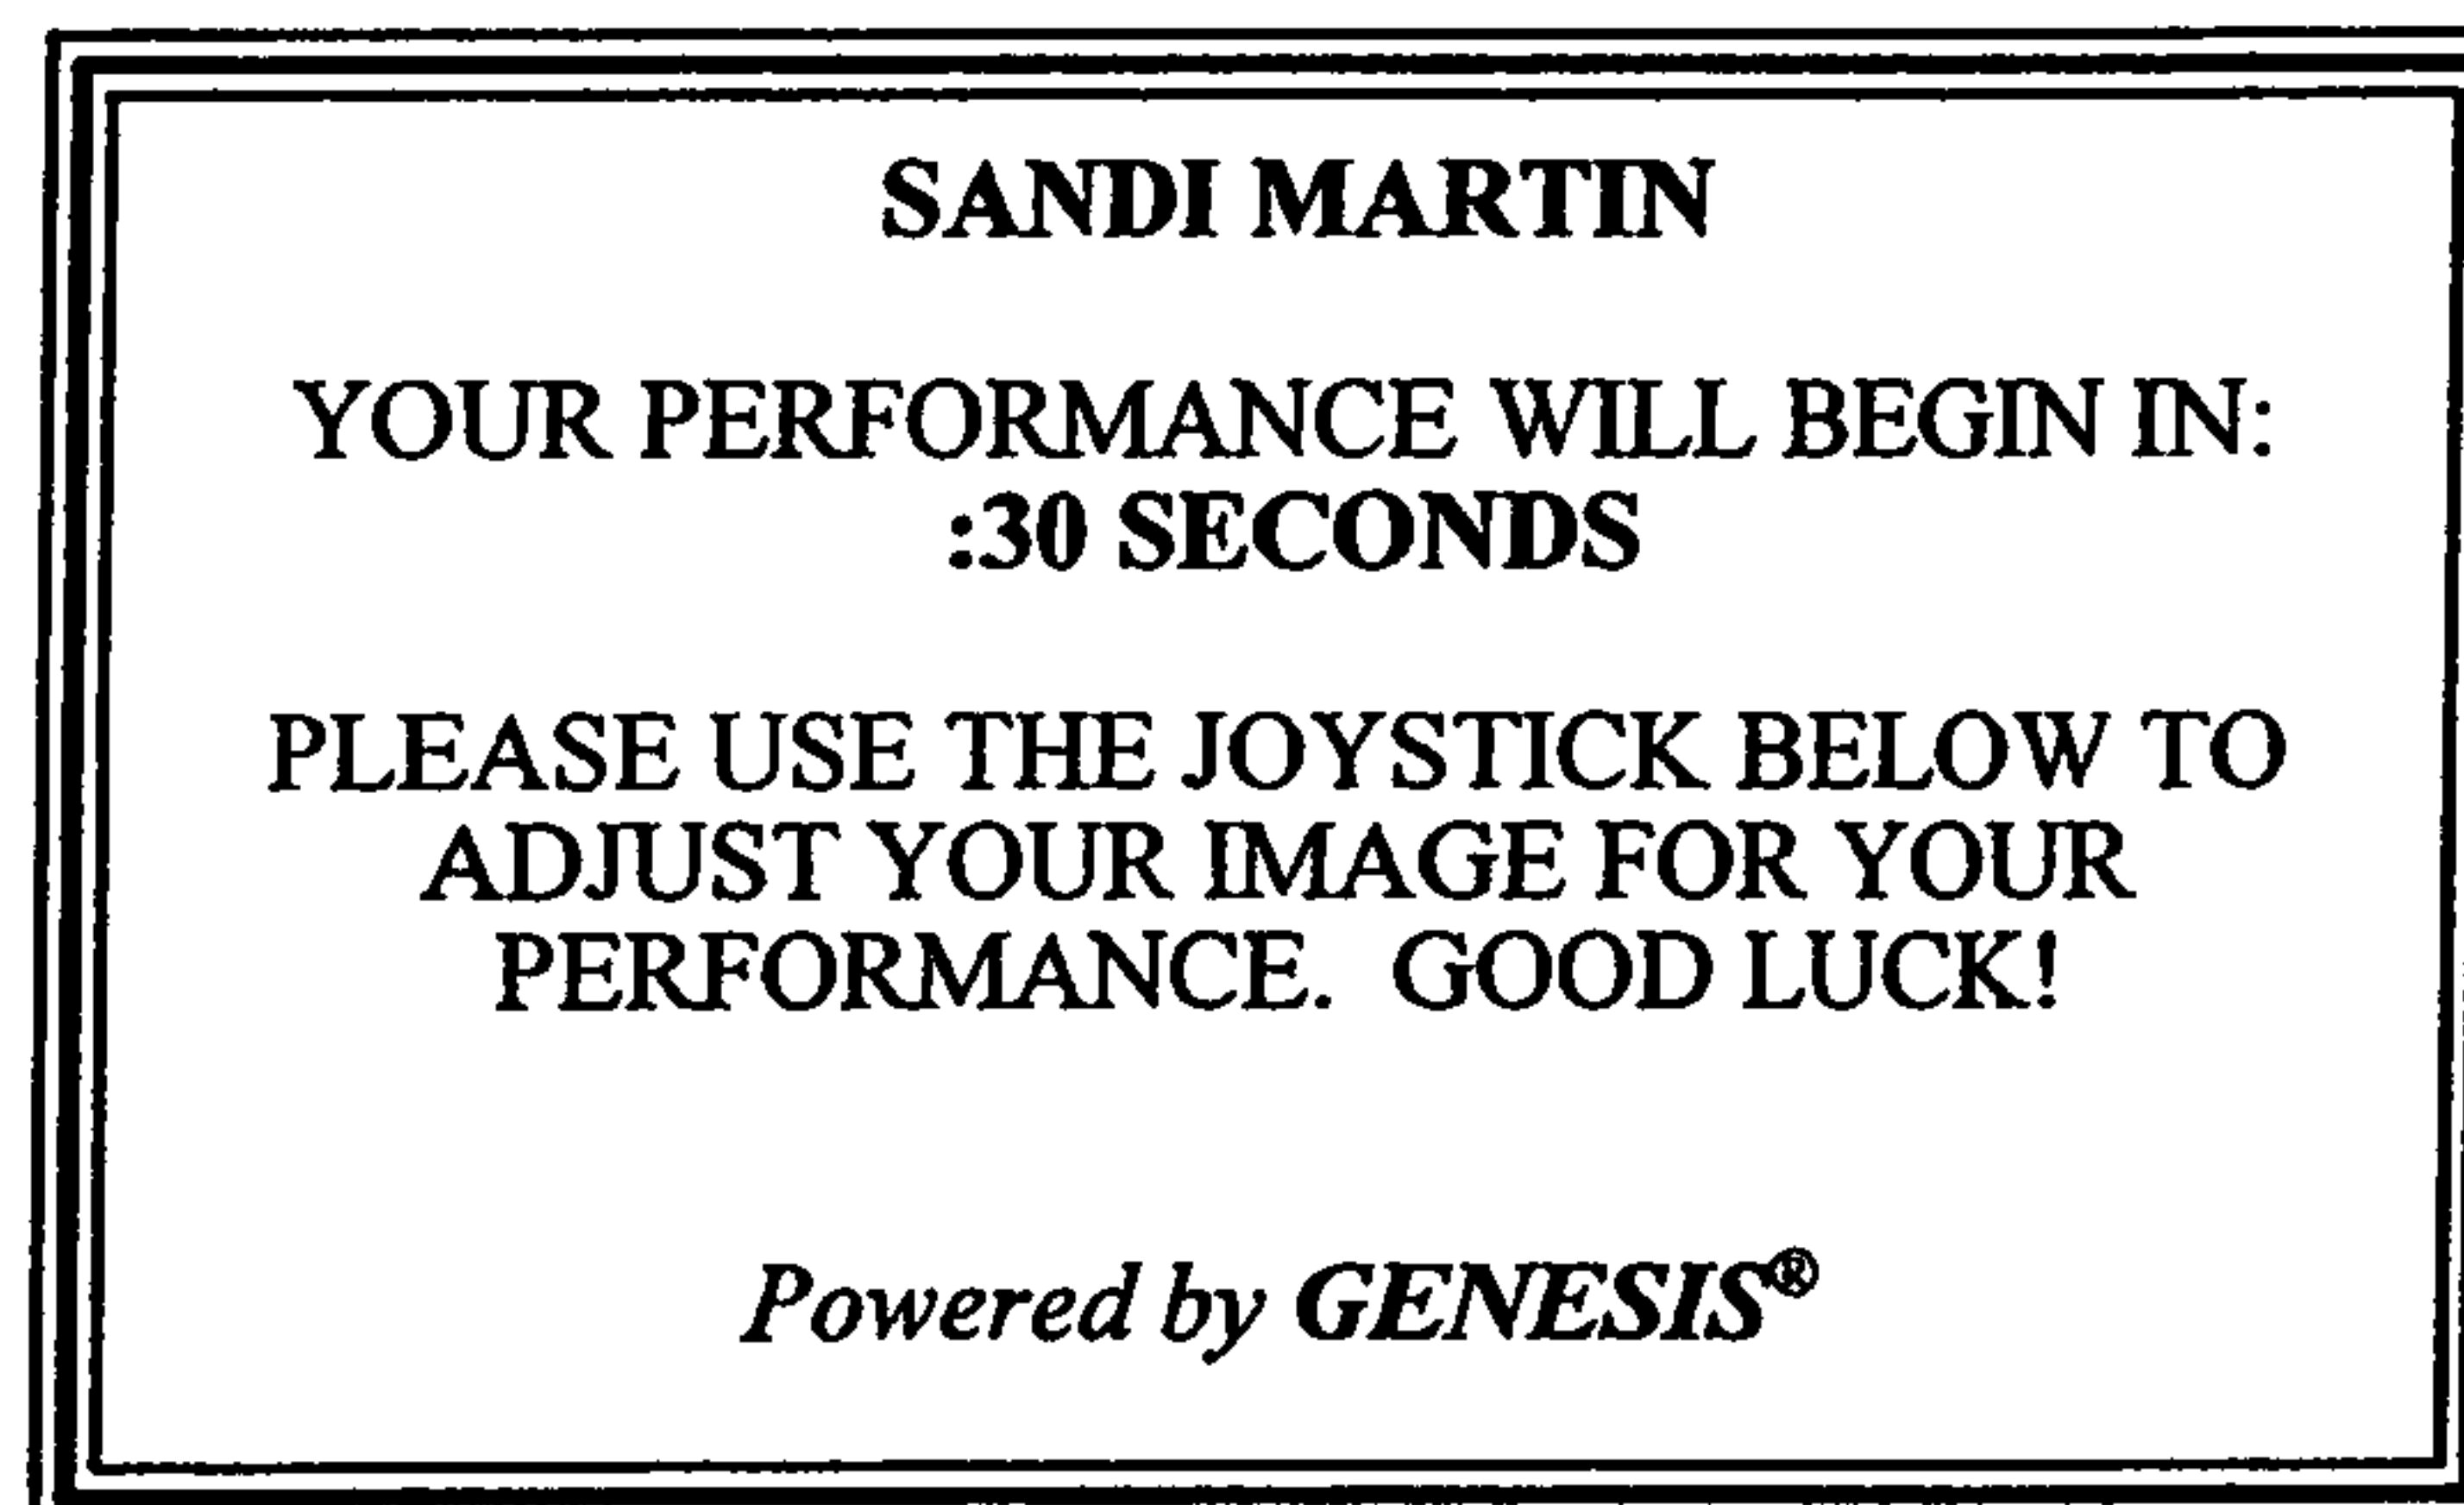 SANDI MARTIN
YOUR PERFORMANCE WILL BEGIN IN:
:30 SECONDS
PLEASE USE THE JOYSTICK BELOW TO
ADJUST YOUR IMAGE FOR YOUR
PERFORMANCE.  GOOD LUCK!
Powered by GENESIS®